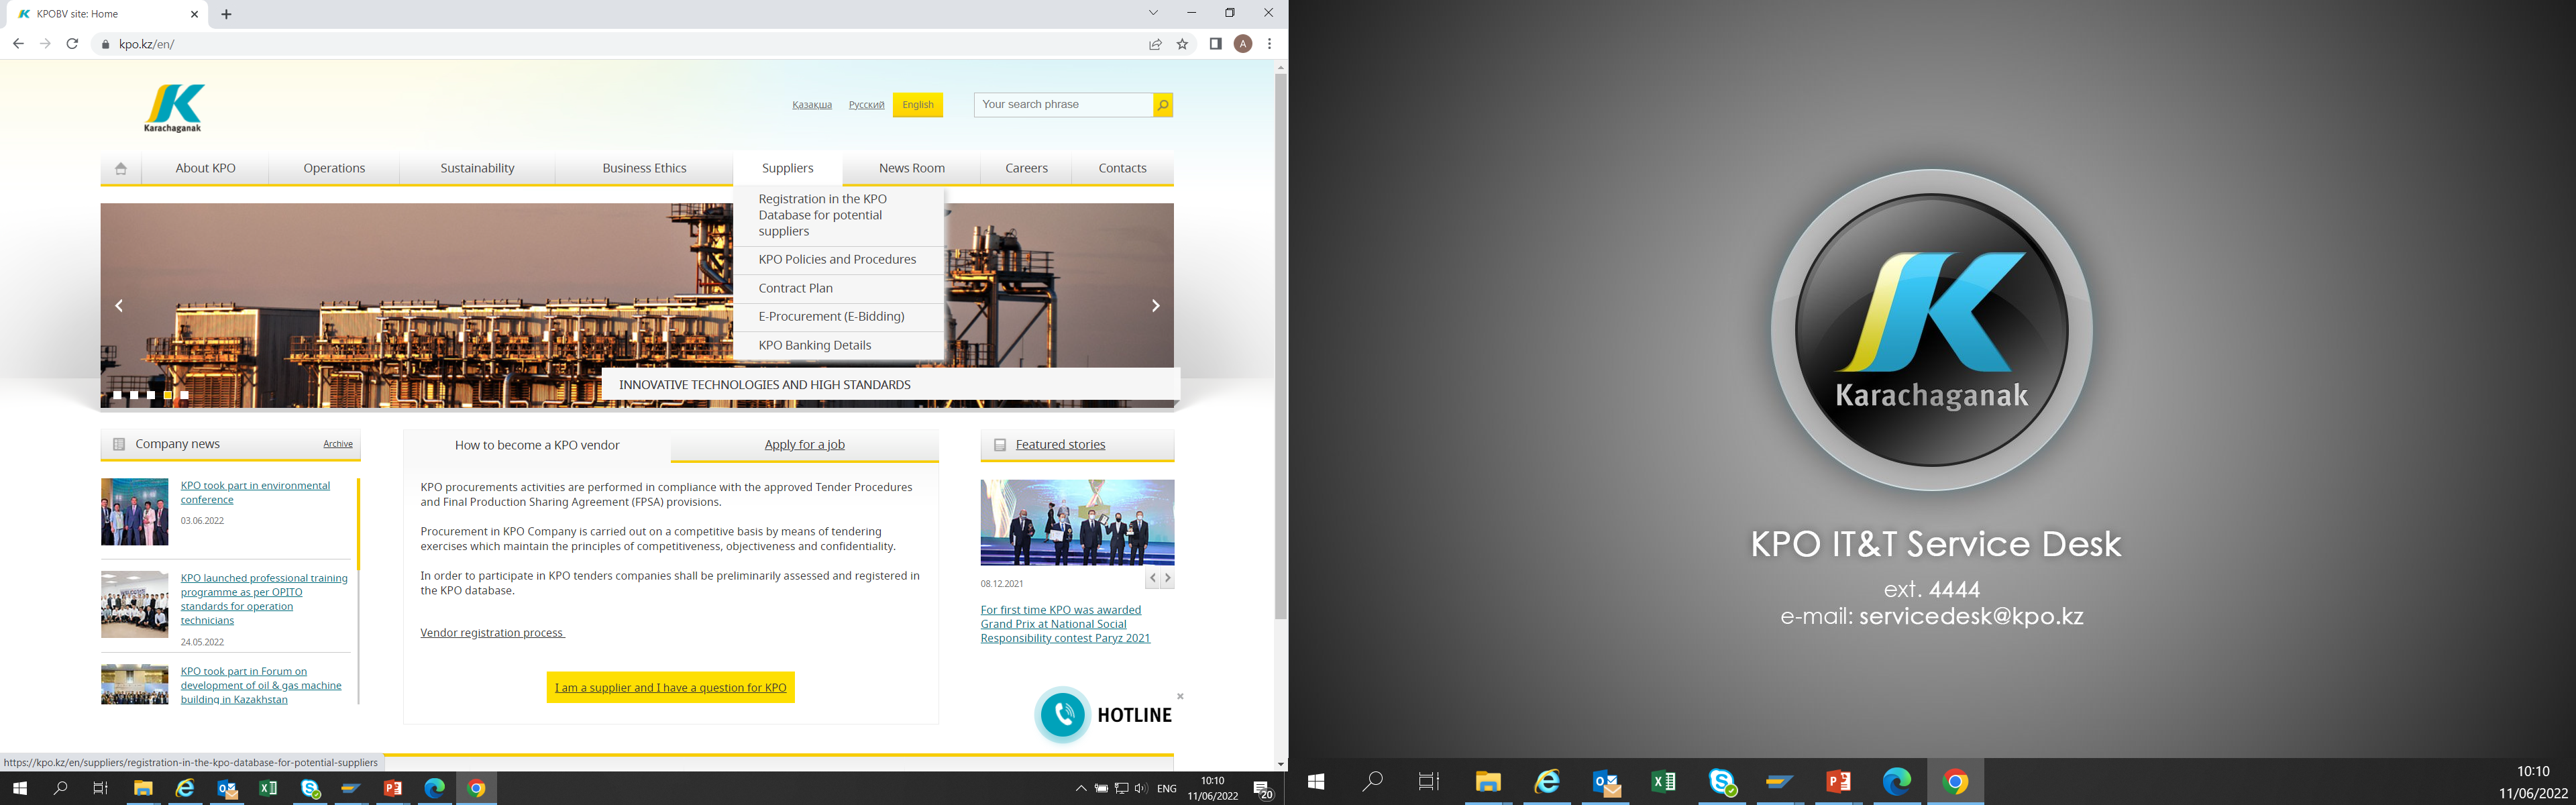 KPOBV site: Home
kpo.kz/en/
A
Karachaganak
Қазақша Русский English
Your search phrase
About KPO Operations Sustainability Business Ethics Suppliers News Room Careers Contacts
Registration in the KPO
Database for potential
suppliers
KPO Policies and Procedures
Contract Plan
E-Procurement (E-Bidding)
KPO Banking Details
INNOVATIVE TECHNOLOGIES AND HIGH STANDARDS
Company news Archive
KPO took part in environmental
conference
03.06.2022
KPO launched professional training
programme as per OPITO
standards for operation
technicians
24.05.2022
KPO took part in Forum on
development of oil & gas machine
building in Kazakhstan
How to become a KPO vendor Apply for a job
KPO procurements activities are performed in compliance with the approved Tender Procedures
and Final Production Sharing Agreement (FPSA) provisions.
Procurement in KPO Company is carried out on a competitive basis by means of tendering
exercises which maintain the principles of competitiveness, objectiveness and confidentiality.
In order to participate in KPO tenders companies shall be preliminarily assessed and registered in
the KPO database.
Vendor registration process
I am a supplier and I have a question for KPO
Featured stories
08.12.2021
For first time KPO was awarded
Grand Prix at National Social
Responsibility contest Paryz 2021
HOTLINE
https://kpo.kz/en/suppliers/registration-in-the-kpo-database-for-potential-suppliers
ENG
10:10
11/06/2022
20
Karachaganak
KPO IT&T Service Desk
ext. 4444
e-mail: servicedesk@kpo.kz
10:10
11/06/2022